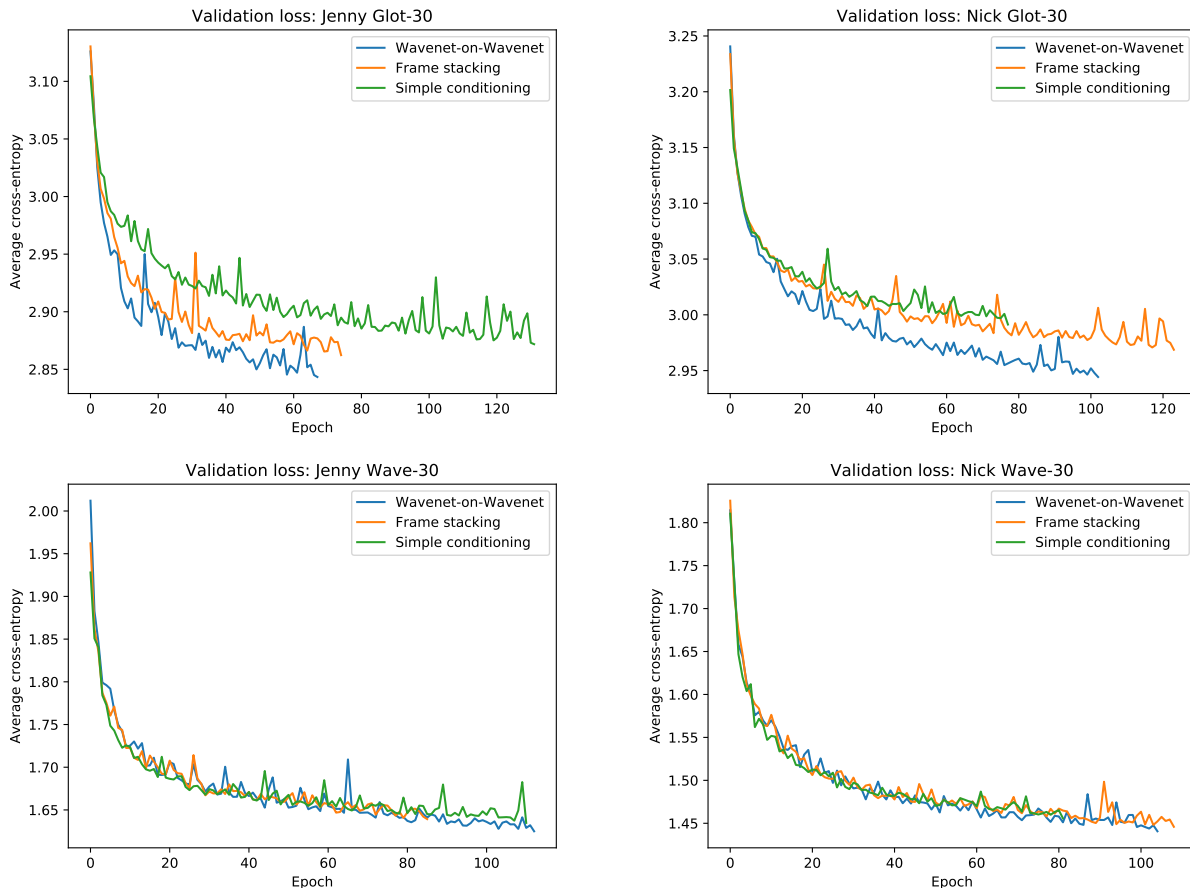 Validation loss: Jenny Glot-30
Average cross-entropy
3.10
3.05
3.00
2.95
2.90
2.85
Wavenet-on-Wavenet
Frame stacking
Simple conditioning
0 20 40 60 80 100 120
Epoch
Validation loss: Nick Glot-30
Average cross-entropy
3.25
3.20
3.15
3.10
3.05
3.00
2.95
Wavenet-on-Wavenet
Frame stacking
Simple conditioning
0 20 40 60 80 100 120
Epoch
Validation loss: Jenny Wave-30
Average cross-entropy
2.00
1.95
1.90
1.85
1.80
1.75
1.70
1.65
Wavenet-on-Wavenet
Frame stacking
Simple conditioning
0 20 40 60 80 100
Epoch
Validation loss: Nick Wave-30
Average cross-entropy
1.80
1.75
1.70
1.65
1.60
1.55
1.50
1.45
Wavenet-on-Wavenet
Frame stacking
Simple conditioning
0 20 40 60 80 100
Epoch